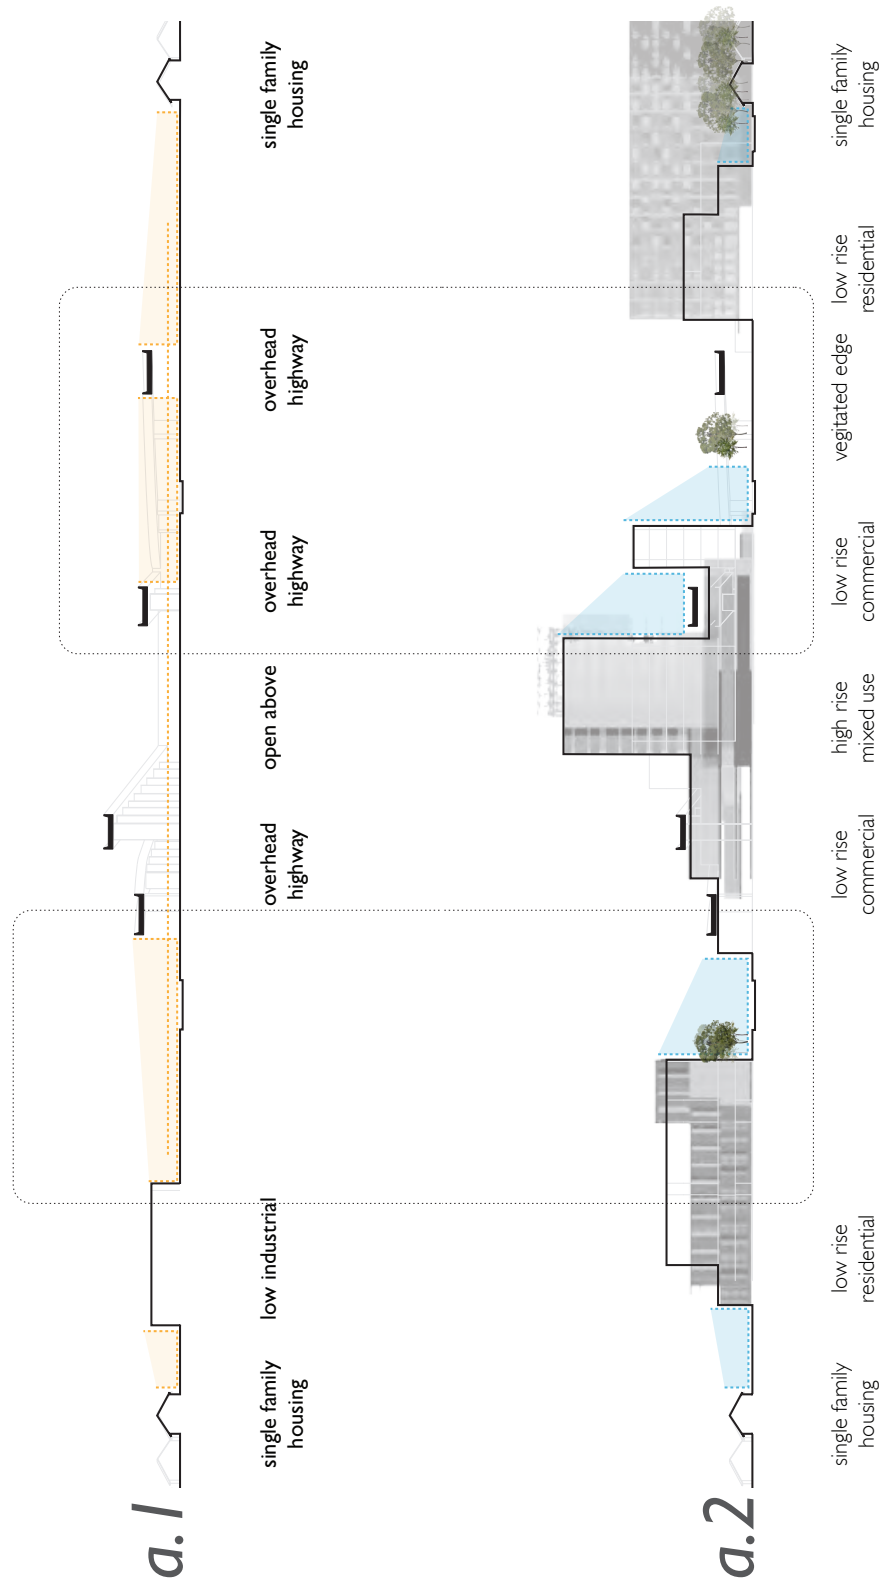 a.1
single family
housing
low industrial
overhead
highway
open above
overhead
highway
overhead
highway
single family
housing
a.2
single family
housing
low rise
residential
low rise
commercial
high rise
mixed use
low rise
commercial
vegitated edge
low rise
residential
single family
housing